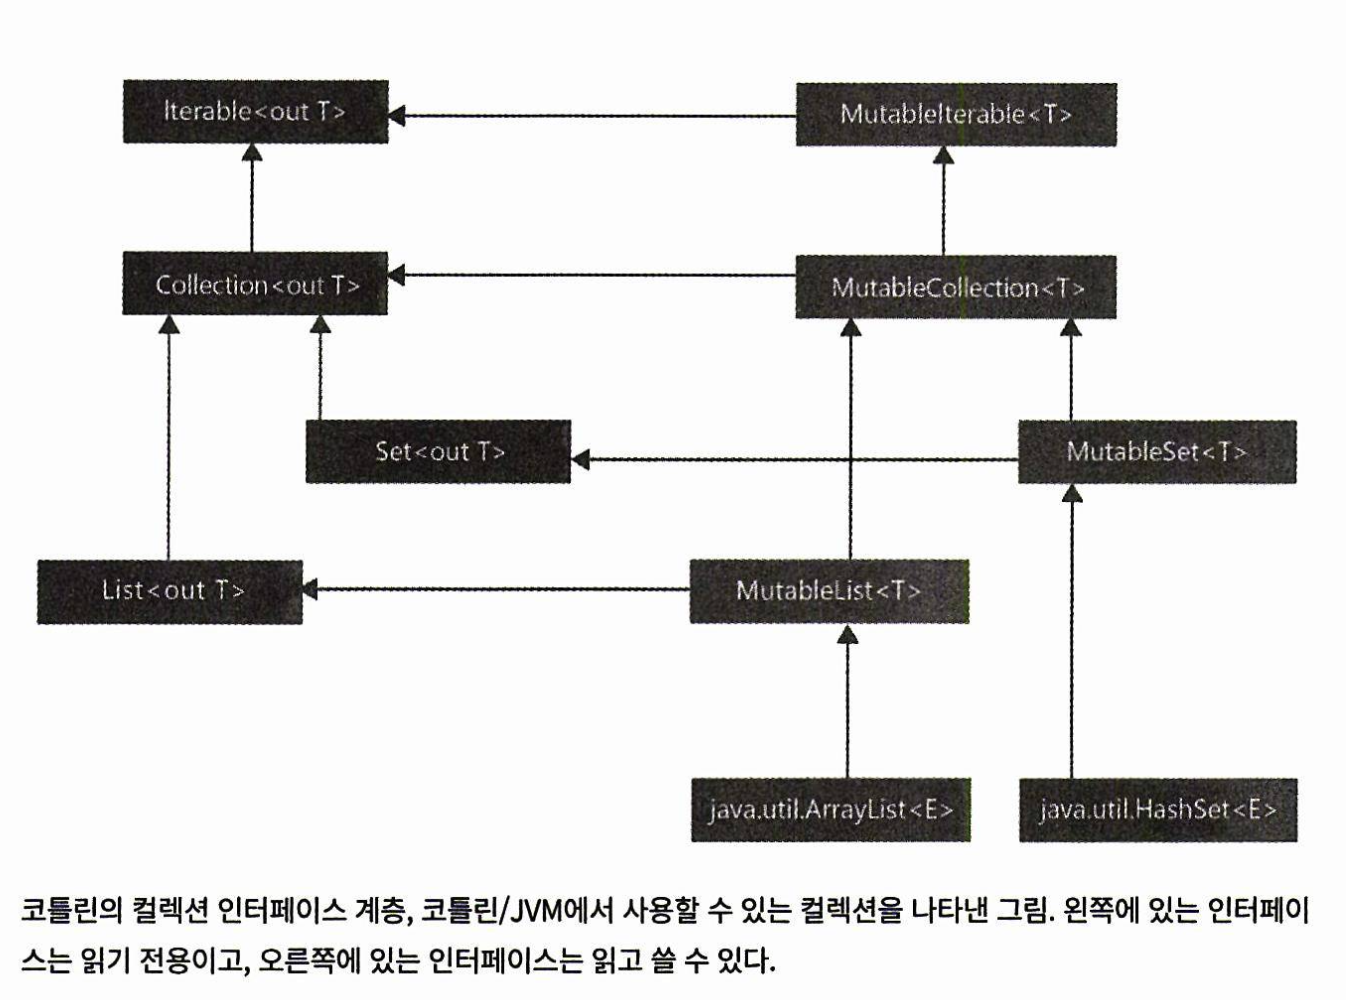 Iterable<out T>
MutableIterable<T>
Collection<out T>
MutableCollection<T>
Set<out T>
MutableSet<T>
List<out T>
MutableList<T>
java.util.ArrayList<E>
java.util.HashSet<E>
코틀린의 컬렉션 인터페이스 계층, 코틀린/JVM에서 사용할 수 있는 컬렉션을 나타낸 그림. 왼쪽에 있는 인터페이
스는 읽기 전용이고, 오른쪽에 있는 인터페이스는 읽고 쓸 수 있다.